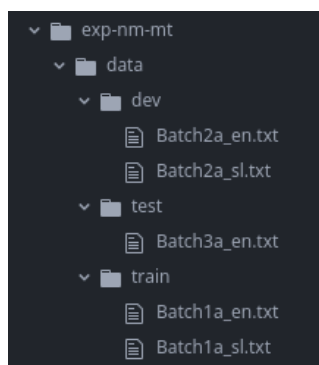 exp-nm-mt
data
dev
Batch2a_en.txt
Batch2a_sl.txt
test
Batch3a_en.txt
train
Batch1a_en.txt
Batch1a_sl.txt